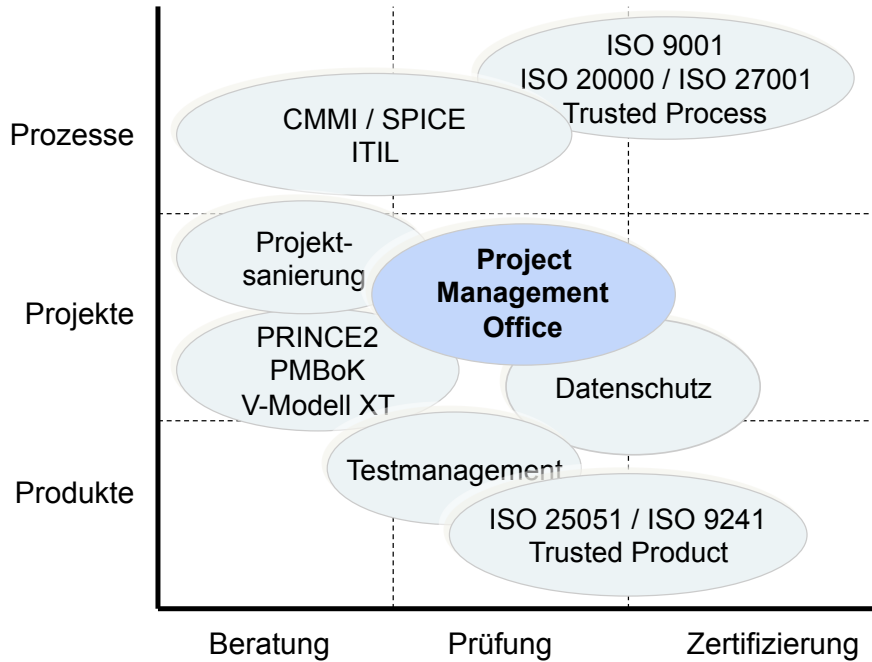 ISO 9001
ISO 20000 / ISO 27001
Trusted Process
Prozesse
CMMI / SPICE
ITIL
Projekt-
sanierung
Project
Management
Office
Projekte
PRINCE2
PMBoK
V-Modell XT
Datenschutz
Produkte
Testmanagement
ISO 25051 / ISO 9241
Trusted Product
Beratung
Prüfung
Zertifizierung